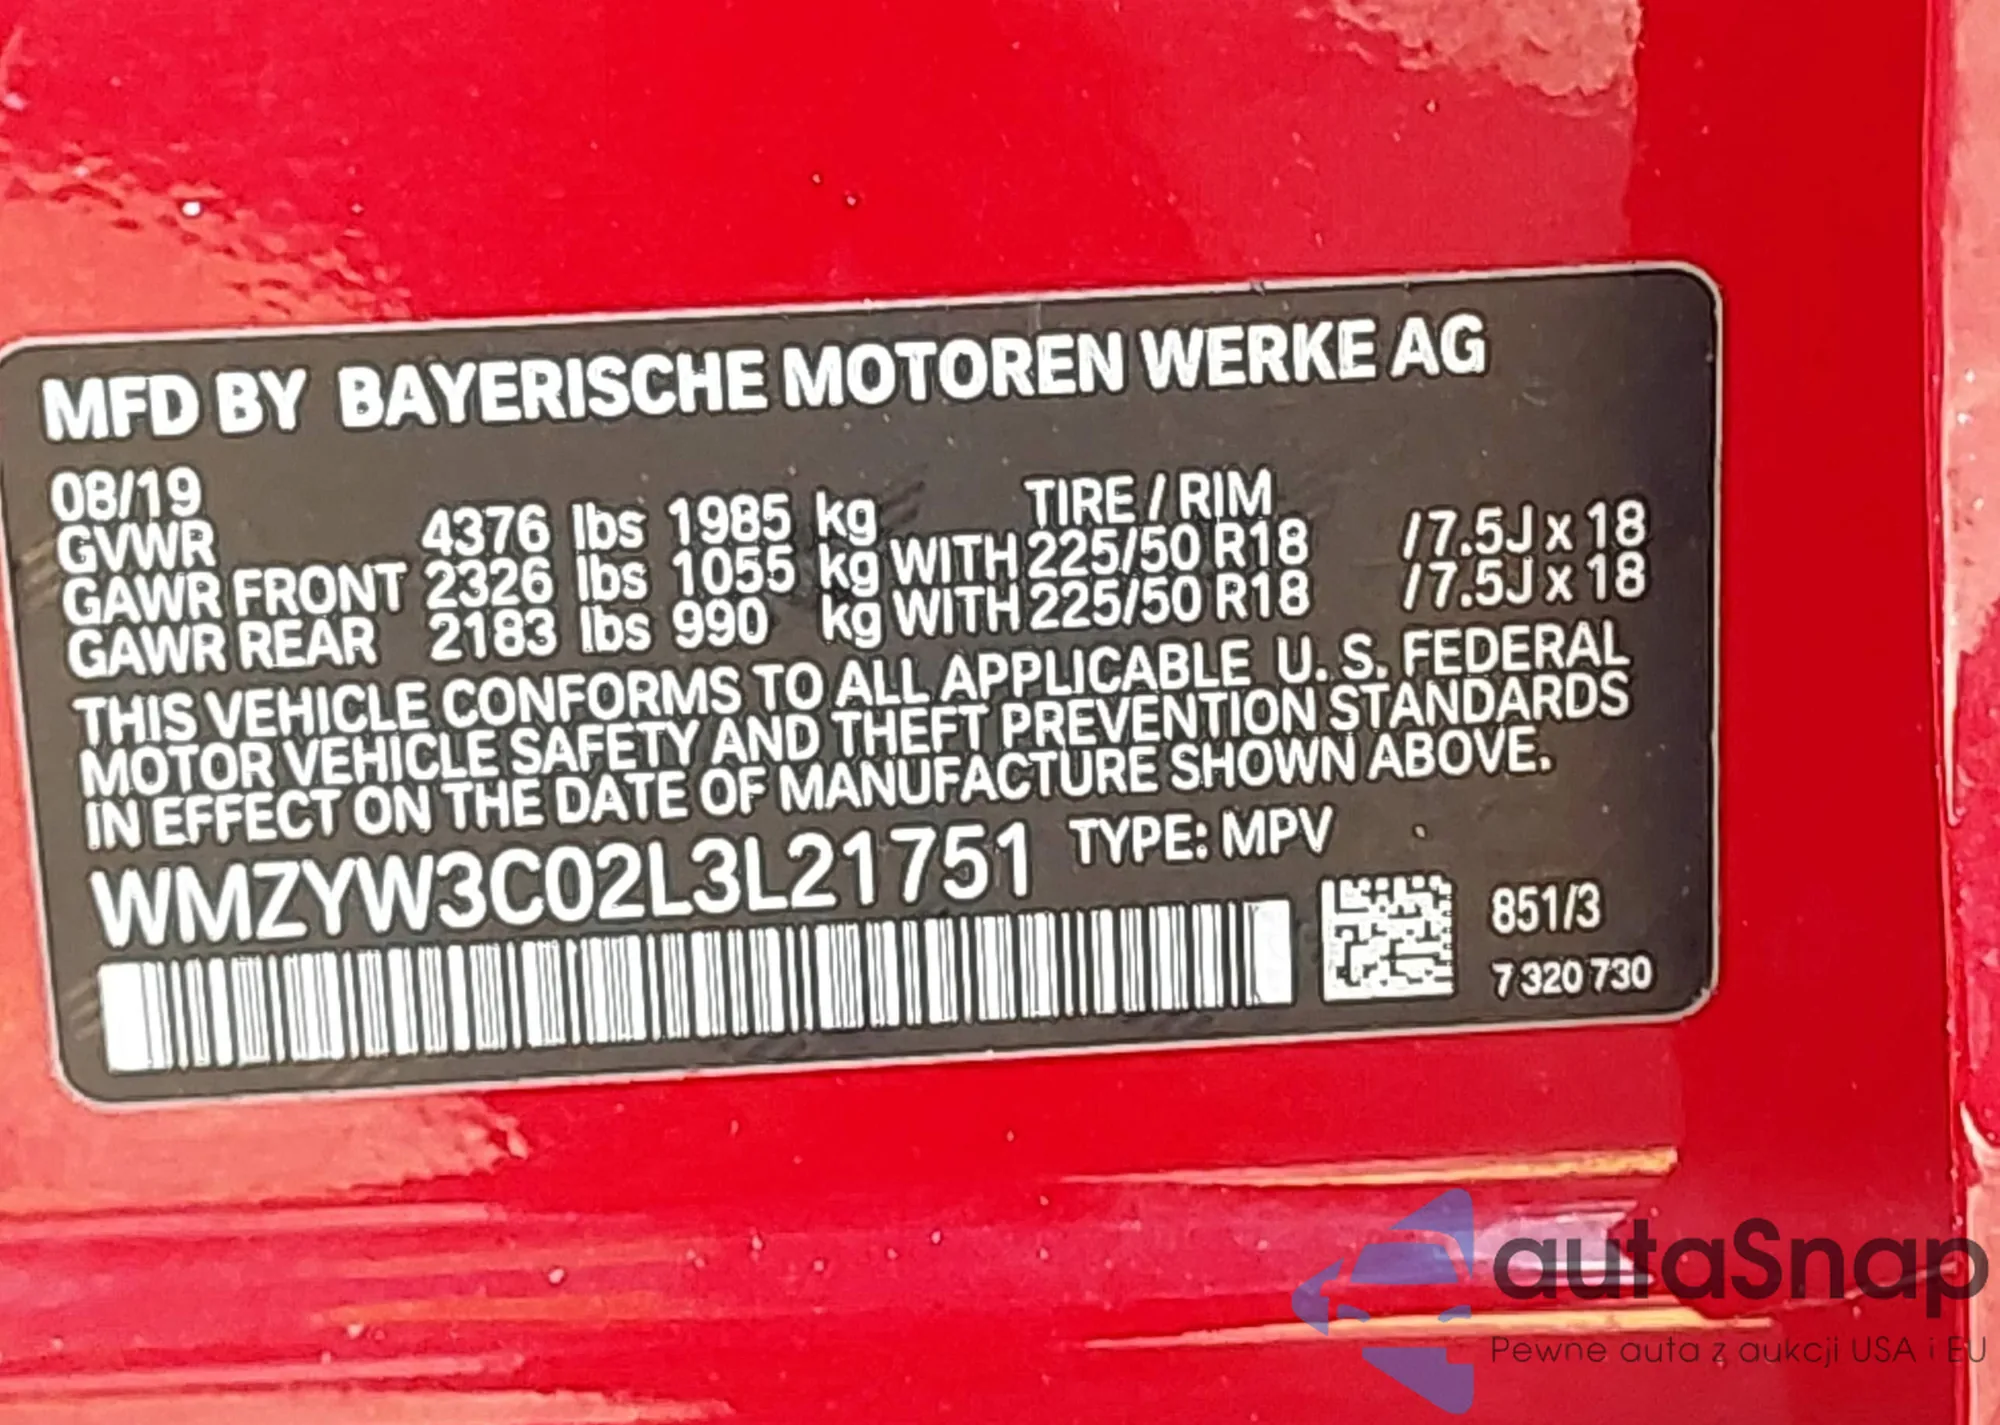 MFD BY BAYERISCHE MOTOREN WERKE AG
08/19 TIRE / RIM
GVWR 4376 lbs 1985 kg
GAWR FRONT 2326 lbs 1055 kg WITH 225/50 R18 /7.5J x 18
GAWR REAR 2183 lbs 990 kg WITH 225/50 R18 /7.5J x 18
THIS VEHICLE CONFORMS TO ALL APPLICABLE U. S. FEDERAL
MOTOR VEHICLE SAFETY AND THEFT PREVENTION STANDARDS
IN EFFECT ON THE DATE OF MANUFACTURE SHOWN ABOVE.
WMZYW3C02L3L21751 TYPE: MPV
851/3
7 320 730
autaSnap
Pewne auta z aukcji USA i EU